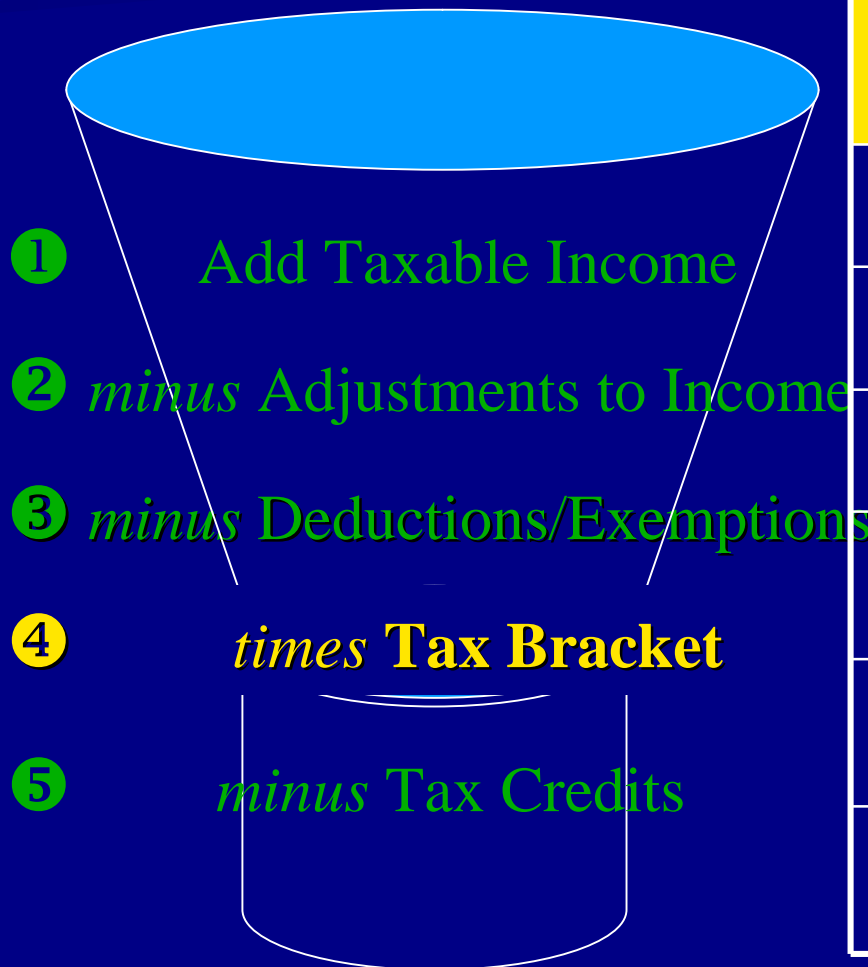 ❶ Add Taxable Income
❷ minus Adjustments to Income
❸ minus Deductions/Exemptions
❹ times Tax Bracket
❺ minus Tax Credits